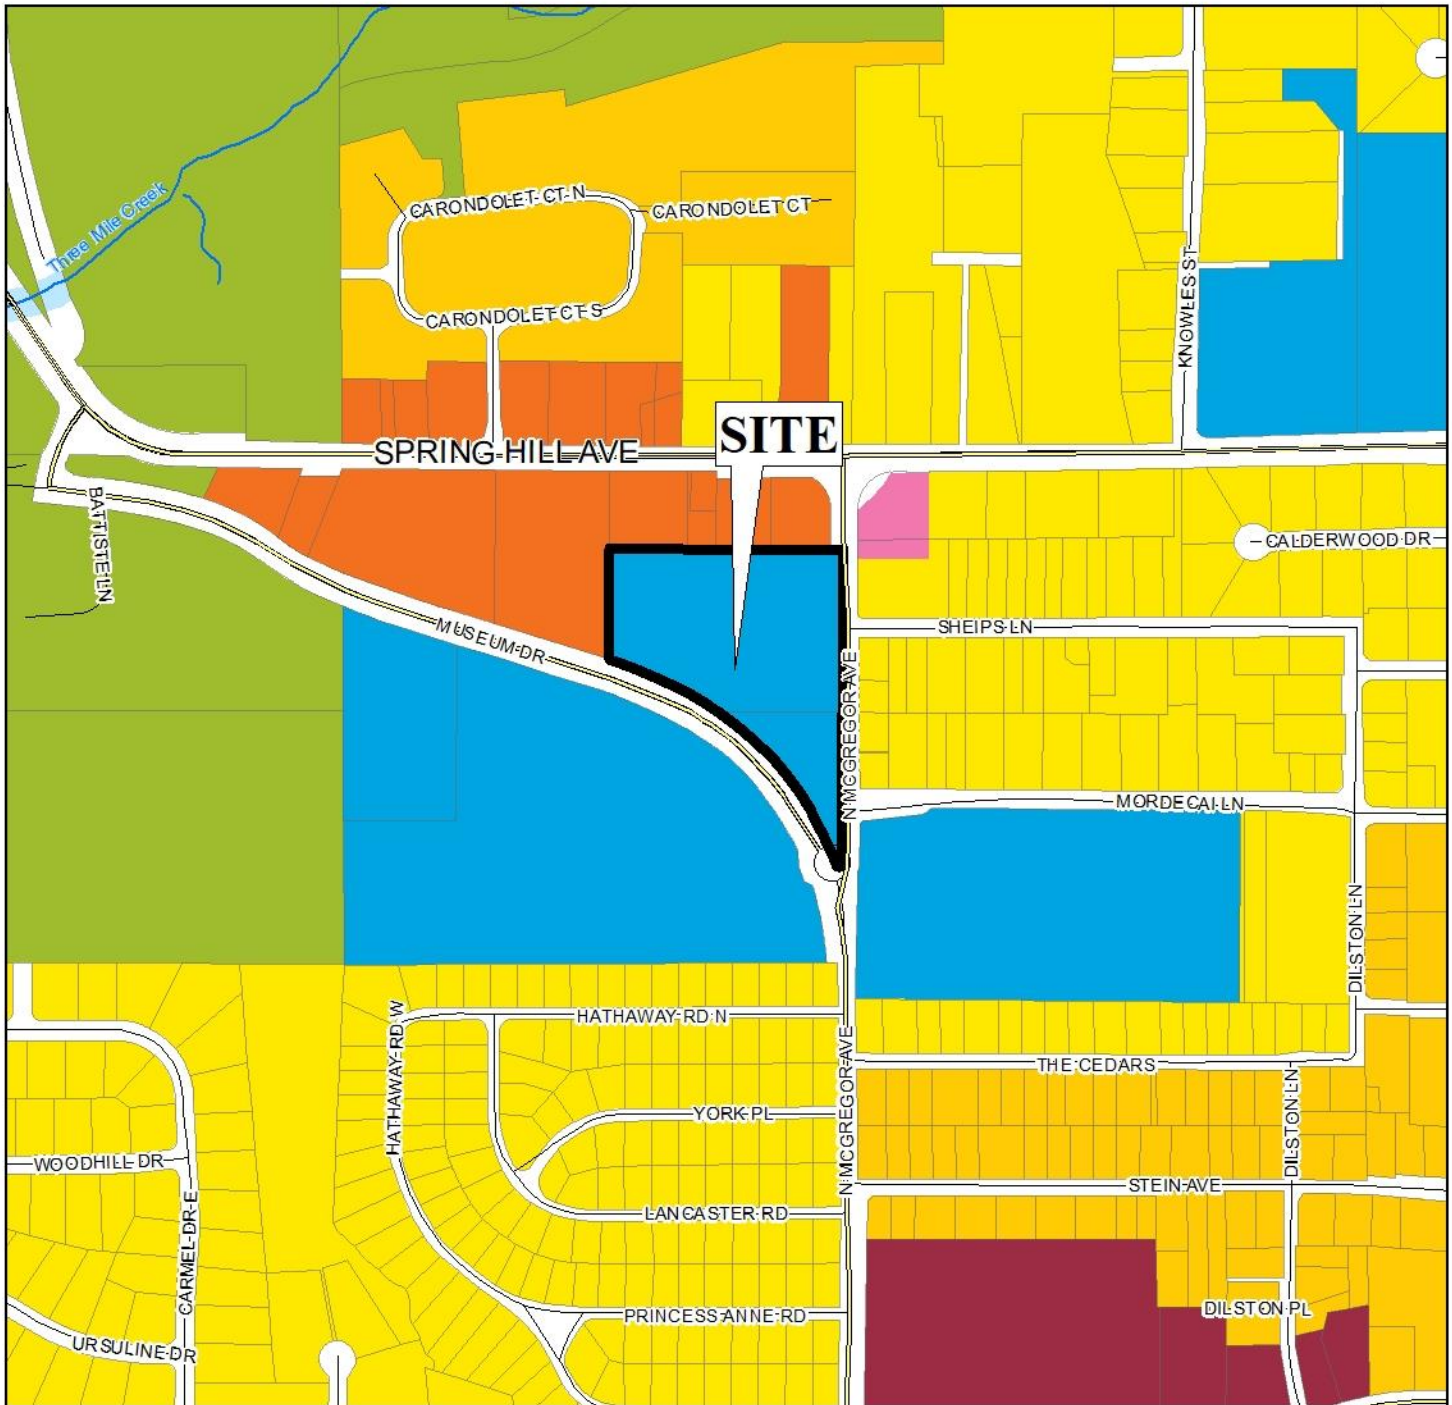 Three Mile Creek
CARONDOLET CT N
CARONDOLET CT
CARONDOLET CT S
KNOWLES ST
SITE
SPRING HILL AVE
BATTISTE LN
CALDERWOOD DR
MUSEUM DR
SHEIPS LN
N MCGREGOR AVE
MORDECAI LN
DILSTON LN
HATHAWAY RD W
HATHAWAY RD N
N MCGREGOR AVE
THE CEDARS
DILSTON LN
YORK PL
WOODHILL DR
STEIN AVE
LANCASTER RD
CARMEL DR E
PRINCESS ANNE RD
DILSTON PL
URSULINE DR